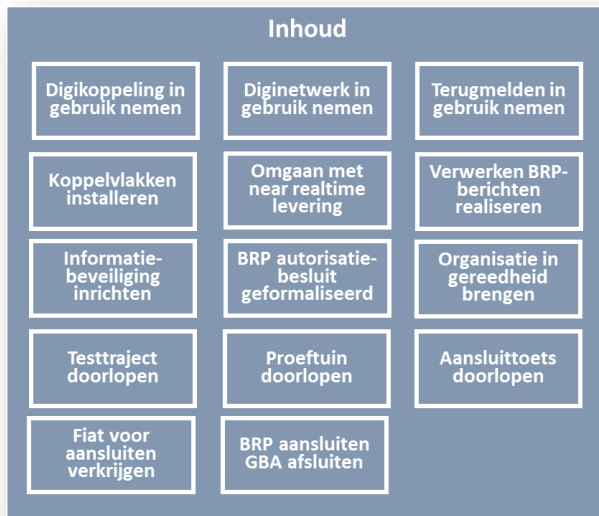 Inhoud
Digikoppeling in
gebruik nemen
Diginetwerk in
gebruik nemen
Terugmelden in
gebruik nemen
Koppelvlakken
installeren
Omgaan met
near realtime
levering
Verwerken BRP-
berichten
realiseren
Informatie-
beveiliging
inrichten
BRP autorisatie-
besluit
geformaliseerd
Organisatie in
gereedheid
brengen
Testtraject
doorlopen
Proeftuin
doorlopen
Aansluittoets
doorlopen
Fiat voor
aansluiten
verkrijgen
BRP aansluiten
GBA afsluiten